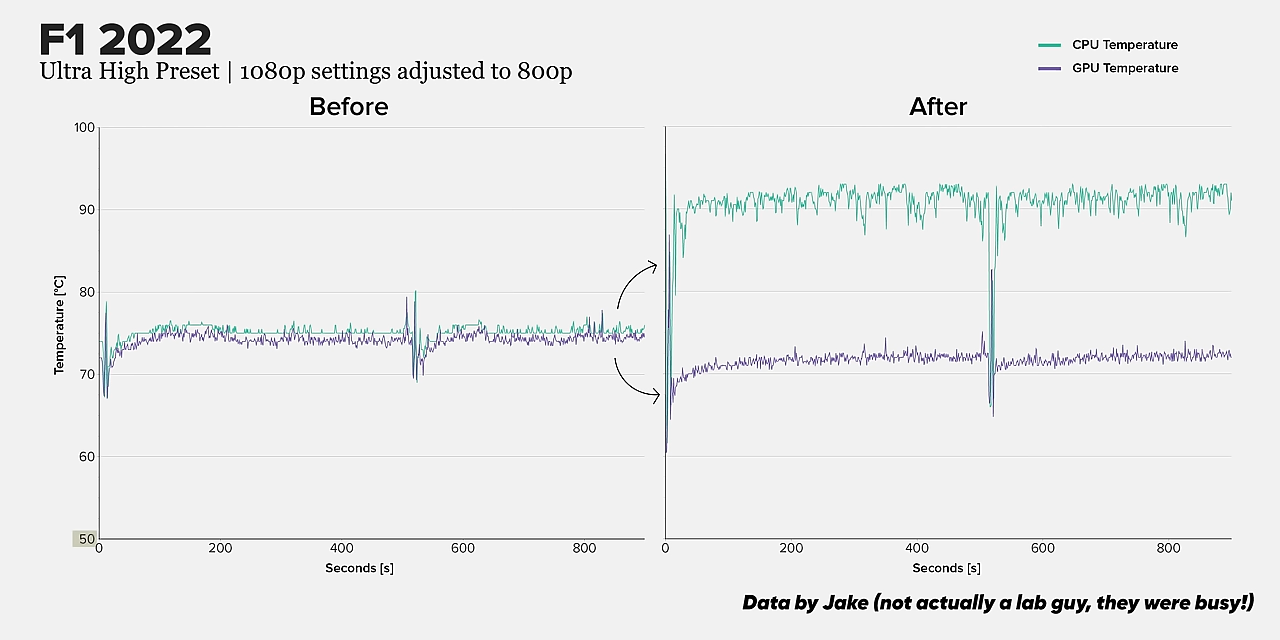 F1 2022
Ultra High Preset | 1080p settings adjusted to 800p
CPU Temperature
GPU Temperature
Before
After
Temperature [°C]
100
90
80
70
60
50
0 200 400 600 800
0 200 400 600 800
Seconds [s]
Seconds [s]
Data by Jake (not actually a lab guy, they were busy!)